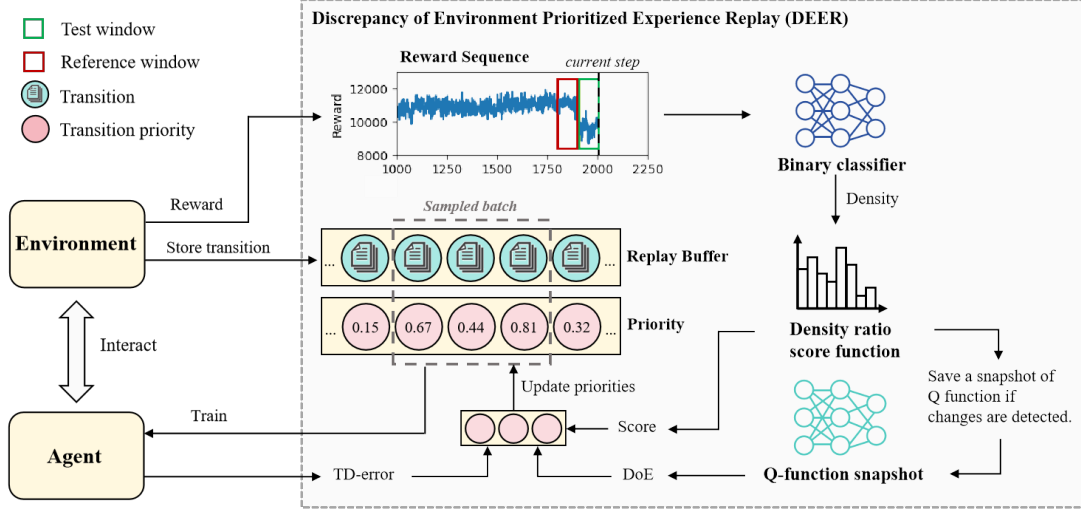 Discrepancy of Environment Prioritized Experience Replay (DEER)
Test window
Reference window
Transition
Transition priority
Reward Sequence
current step
Reward
12000
10000
8000
1000 1250 1500 1750 2000 2250
Binary classifier
Density
Reward
Store transition
Environment
Interact
Agent
Sampled batch
... ...
Replay Buffer
... 0.15 0.67 0.44 0.81 0.32 ...
Priority
Density ratio
score function
Save a snapshot of
Q function if
changes are detected.
Update priorities
Train
Score
TD-error
DoE
Q-function snapshot